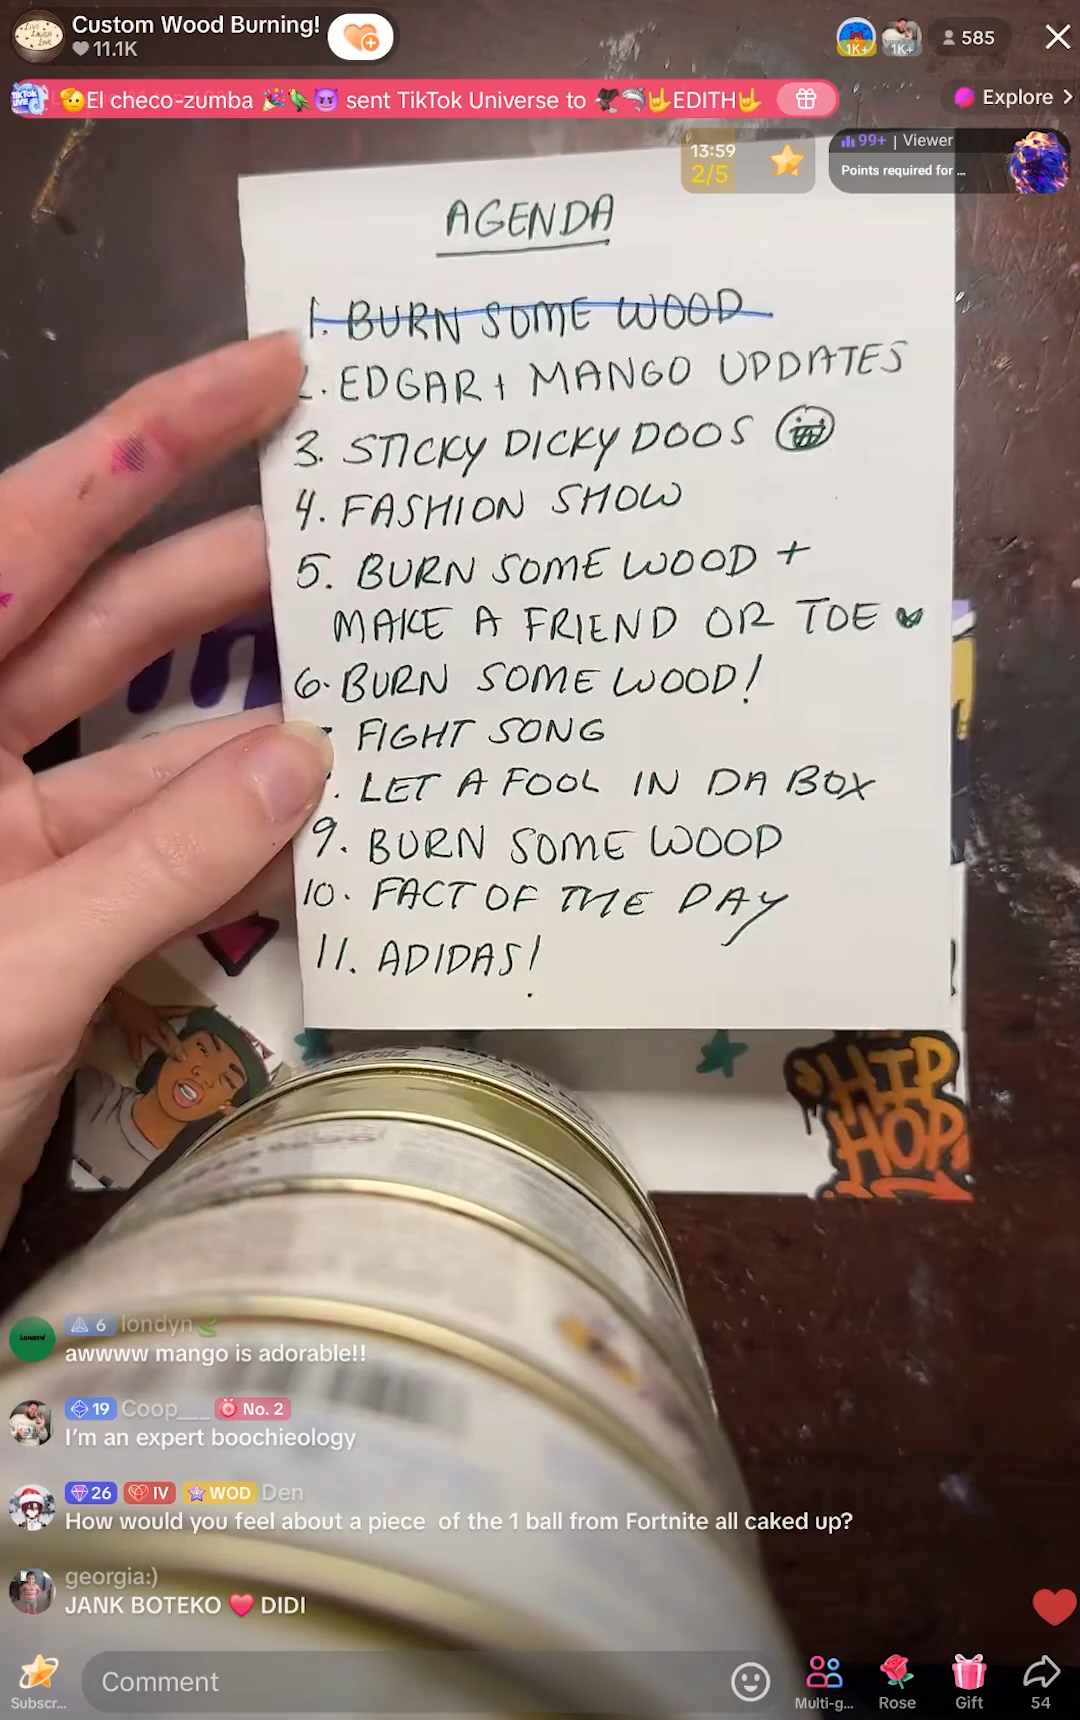 Custom Wood Burning!
11.1K
1K+
1K+
585
El checo-zumba 🎉🦜😈 sent TikTok Universe to 🦅🦈🤟EDITH🤟
Explore
13:59
2/5
99+ | Viewer
Points required for ...
AGENDA
1. BURN SOME WOOD
2. EDGAR + MANGO UPDATES
3. STICKY DICKY DOOS
4. FASHION SHOW
5. BURN SOME WOOD +
MAKE A FRIEND OR TOE
6. BURN SOME WOOD!
FIGHT SONG
. LET A FOOL IN DA BOX
9. BURN SOME WOOD
10. FACT OF THE DAY
11. ADIDAS!
HIP
HOP
6 londyn
awwww mango is adorable!!
19 Coop___ No. 2
I'm an expert boochieology
26 IV WOD Den
How would you feel about a piece of the 1 ball from Fortnite all caked up?
georgia:)
JANK BOTEKO ❤️ DIDI
Comment
Subscr...
Multi-g...
Rose
Gift
54